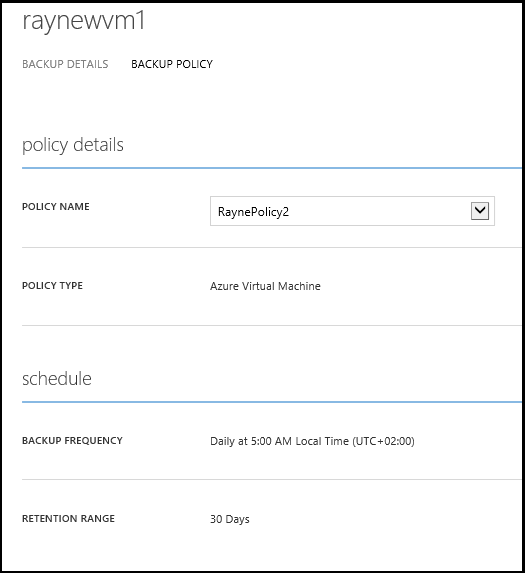 raynewvm1
BACKUP DETAILS BACKUP POLICY
policy details
POLICY NAME RaynePolicy2
POLICY TYPE Azure Virtual Machine
schedule
BACKUP FREQUENCY Daily at 5:00 AM Local Time (UTC+02:00)
RETENTION RANGE 30 Days